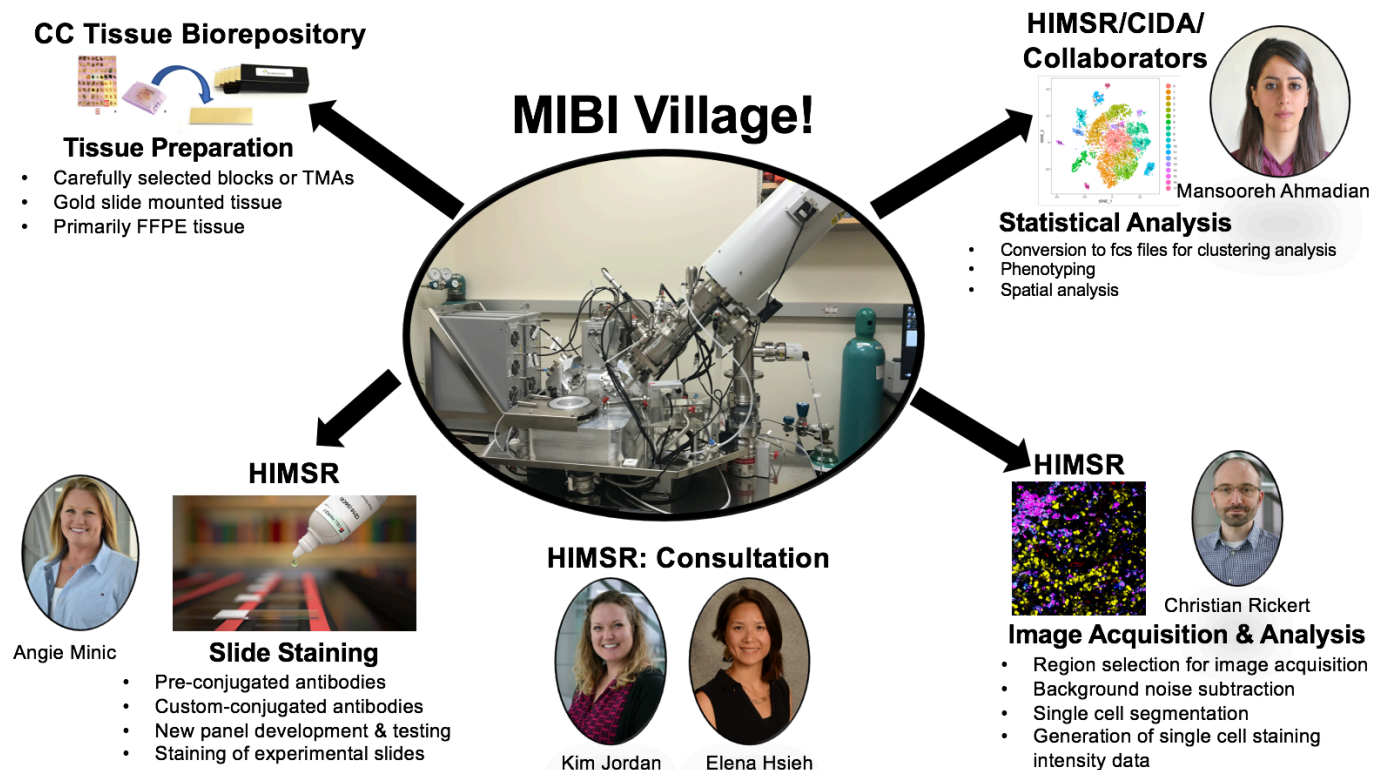 CC Tissue Biorepository
Tissue Preparation
• Carefully selected blocks or TMAs
• Gold slide mounted tissue
• Primarily FFPE tissue
MIBI Village!
HIMSR/CIDA/
Collaborators
Mansooreh Ahmadian
Statistical Analysis
• Conversion to fcs files for clustering analysis
• Phenotyping
• Spatial analysis
HIMSR
Angie Minic
Slide Staining
• Pre-conjugated antibodies
• Custom-conjugated antibodies
• New panel development & testing
• Staining of experimental slides
HIMSR: Consultation
Kim Jordan
Elena Hsieh
HIMSR
Christian Rickert
Image Acquisition & Analysis
• Region selection for image acquisition
• Background noise subtraction
• Single cell segmentation
• Generation of single cell staining
intensity data